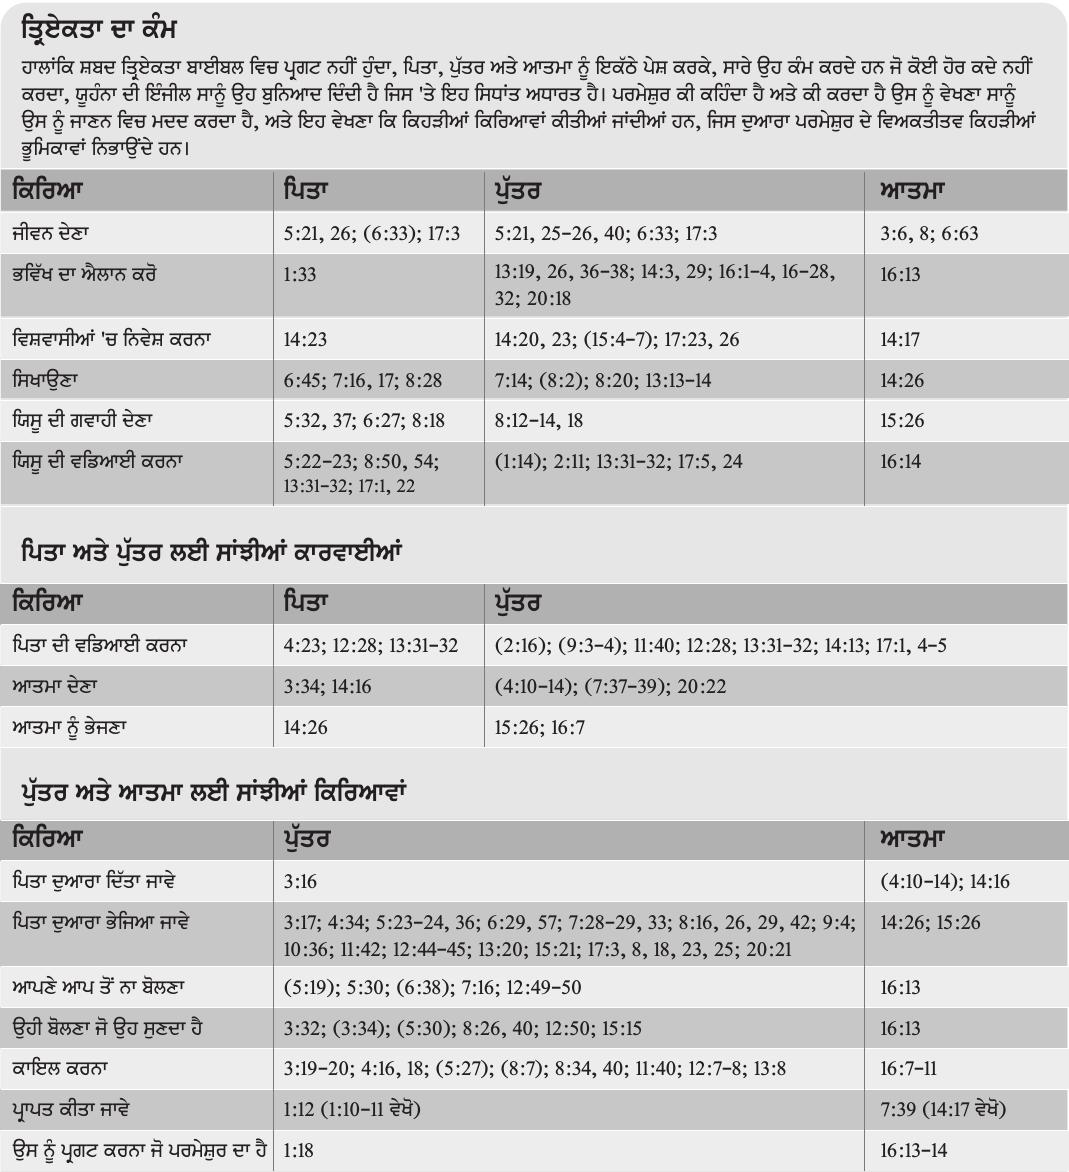 ਤ੍ਰਿਏਕਤਾ ਦਾ ਕੰਮ
ਹਾਲਾਂਕਿ ਸ਼ਬਦ ਤ੍ਰਿਏਕਤਾ ਬਾਈਬਲ ਵਿਚ ਪ੍ਰਗਟ ਨਹੀਂ ਹੁੰਦਾ, ਪਿਤਾ, ਪੁੱਤਰ ਅਤੇ ਆਤਮਾ ਨੂੰ ਇਕੱਠੇ ਪੇਸ਼ ਕਰਕੇ, ਸਾਰੇ ਉਹ ਕੰਮ ਕਰਦੇ ਹਨ ਜੋ ਕੋਈ ਹੋਰ ਕਦੇ ਨਹੀਂ
ਕਰਦਾ, ਯੂਹੰਨਾ ਦੀ ਇੰਜੀਲ ਸਾਨੂੰ ਉਹ ਬੁਨਿਆਦ ਦਿੰਦੀ ਹੈ ਜਿਸ 'ਤੇ ਇਹ ਸਿਧਾਂਤ ਅਧਾਰਤ ਹੈ। ਪਰਮੇਸ਼ੁਰ ਕੀ ਕਹਿੰਦਾ ਹੈ ਅਤੇ ਕੀ ਕਰਦਾ ਹੈ ਉਸ ਨੂੰ ਵੇਖਣਾ ਸਾਨੂੰ
ਉਸ ਨੂੰ ਜਾਣਨ ਵਿਚ ਮਦਦ ਕਰਦਾ ਹੈ, ਅਤੇ ਇਹ ਵੇਖਣਾ ਕਿ ਕਿਹੜੀਆਂ ਕਿਰਿਆਵਾਂ ਕੀਤੀਆਂ ਜਾਂਦੀਆਂ ਹਨ, ਜਿਸ ਦੁਆਰਾ ਪਰਮੇਸ਼ੁਰ ਦੇ ਵਿਅਕਤੀਤਵ ਕਿਹੜੀਆਂ
ਭੂਮਿਕਾਵਾਂ ਨਿਭਾਉਂਦੇ ਹਨ।
ਕਿਰਿਆ ਪਿਤਾ ਪੁੱਤਰ ਆਤਮਾ
ਜੀਵਨ ਦੇਣਾ 5:21, 26; (6:33); 17:3 5:21, 25–26, 40; 6:33; 17:3 3:6, 8; 6:63
ਭਵਿੱਖ ਦਾ ਐਲਾਨ ਕਰੋ 1:33 13:19, 26, 36–38; 14:3, 29; 16:1–4, 16–28, 16:13
32; 20:18
ਵਿਸ਼ਵਾਸੀਆਂ 'ਚ ਨਿਵੇਸ਼ ਕਰਨਾ 14:23 14:20, 23; (15:4–7); 17:23, 26 14:17
ਸਿਖਾਉਣਾ 6:45; 7:16, 17; 8:28 7:14; (8:2); 8:20; 13:13–14 14:26
ਯਿਸੂ ਦੀ ਗਵਾਹੀ ਦੇਣਾ 5:32, 37; 6:27; 8:18 8:12–14, 18 15:26
ਯਿਸੂ ਦੀ ਵਡਿਆਈ ਕਰਨਾ 5:22–23; 8:50, 54; (1:14); 2:11; 13:31–32; 17:5, 24 16:14
13:31–32; 17:1, 22
ਪਿਤਾ ਅਤੇ ਪੁੱਤਰ ਲਈ ਸਾਂਝੀਆਂ ਕਾਰਵਾਈਆਂ
ਕਿਰਿਆ ਪਿਤਾ ਪੁੱਤਰ
ਪਿਤਾ ਦੀ ਵਡਿਆਈ ਕਰਨਾ 4:23; 12:28; 13:31–32 (2:16); (9:3–4); 11:40; 12:28; 13:31–32; 14:13; 17:1, 4–5
ਆਤਮਾ ਦੇਣਾ 3:34; 14:16 (4:10–14); (7:37–39); 20:22
ਆਤਮਾ ਨੂੰ ਭੇਜਣਾ 14:26 15:26; 16:7
ਪੁੱਤਰ ਅਤੇ ਆਤਮਾ ਲਈ ਸਾਂਝੀਆਂ ਕਿਰਿਆਵਾਂ
ਕਿਰਿਆ ਪੁੱਤਰ ਆਤਮਾ
ਪਿਤਾ ਦੁਆਰਾ ਦਿੱਤਾ ਜਾਵੇ 3:16 (4:10–14); 14:16
ਪਿਤਾ ਦੁਆਰਾ ਭੇਜਿਆ ਜਾਵੇ 3:17; 4:34; 5:23–24, 36; 6:29, 57; 7:28–29, 33; 8:16, 26, 29, 42; 9:4; 14:26; 15:26
10:36; 11:42; 12:44–45; 13:20; 15:21; 17:3, 8, 18, 23, 25; 20:21
ਆਪਣੇ ਆਪ ਤੋਂ ਨਾ ਬੋਲਣਾ (5:19); 5:30; (6:38); 7:16; 12:49–50 16:13
ਉਹੀ ਬੋਲਣਾ ਜੋ ਉਹ ਸੁਣਦਾ ਹੈ 3:32; (3:34); (5:30); 8:26, 40; 12:50; 15:15 16:13
ਕਾਇਲ ਕਰਨਾ 3:19–20; 4:16, 18; (5:27); (8:7); 8:34, 40; 11:40; 12:7–8; 13:8 16:7–11
ਪ੍ਰਾਪਤ ਕੀਤਾ ਜਾਵੇ 1:12 (1:10–11 ਵੇਖੋ) 7:39 (14:17 ਵੇਖੋ)
ਉਸ ਨੂੰ ਪ੍ਰਗਟ ਕਰਨਾ ਜੋ ਪਰਮੇਸ਼ੁਰ ਦਾ ਹੈ 1:18 16:13–14